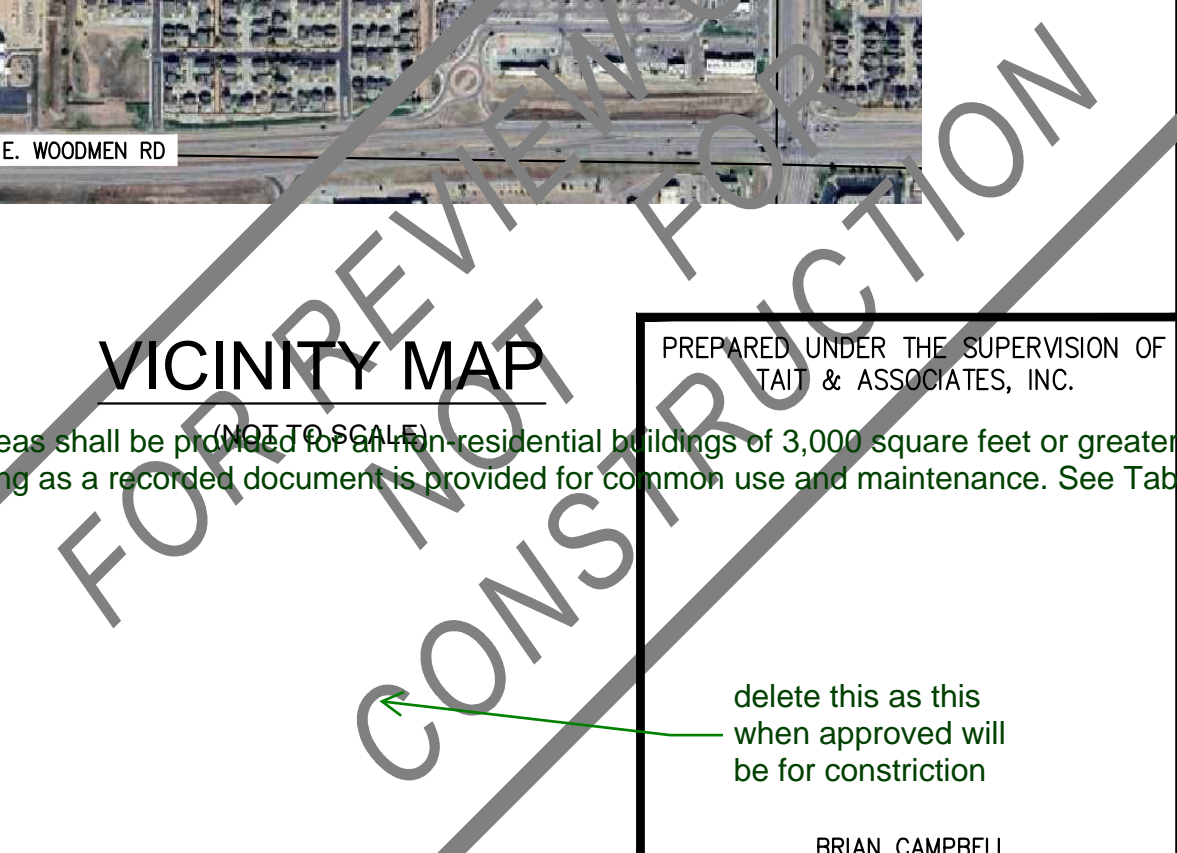 E. WOODMEN RD
VICINITY MAP
(NOT TO SCALE)
PREPARED UNDER THE SUPERVISION OF
TAIT & ASSOCIATES, INC.
eas shall be provided for all non-residential buildings of 3,000 square feet or greater
ng as a recorded document is provided for common use and maintenance. See Tab
FOR REVIEW O
NOT FOR
CONSTRUCTION
delete this as this
when approved will
be for constriction
BRIAN CAMPBELL